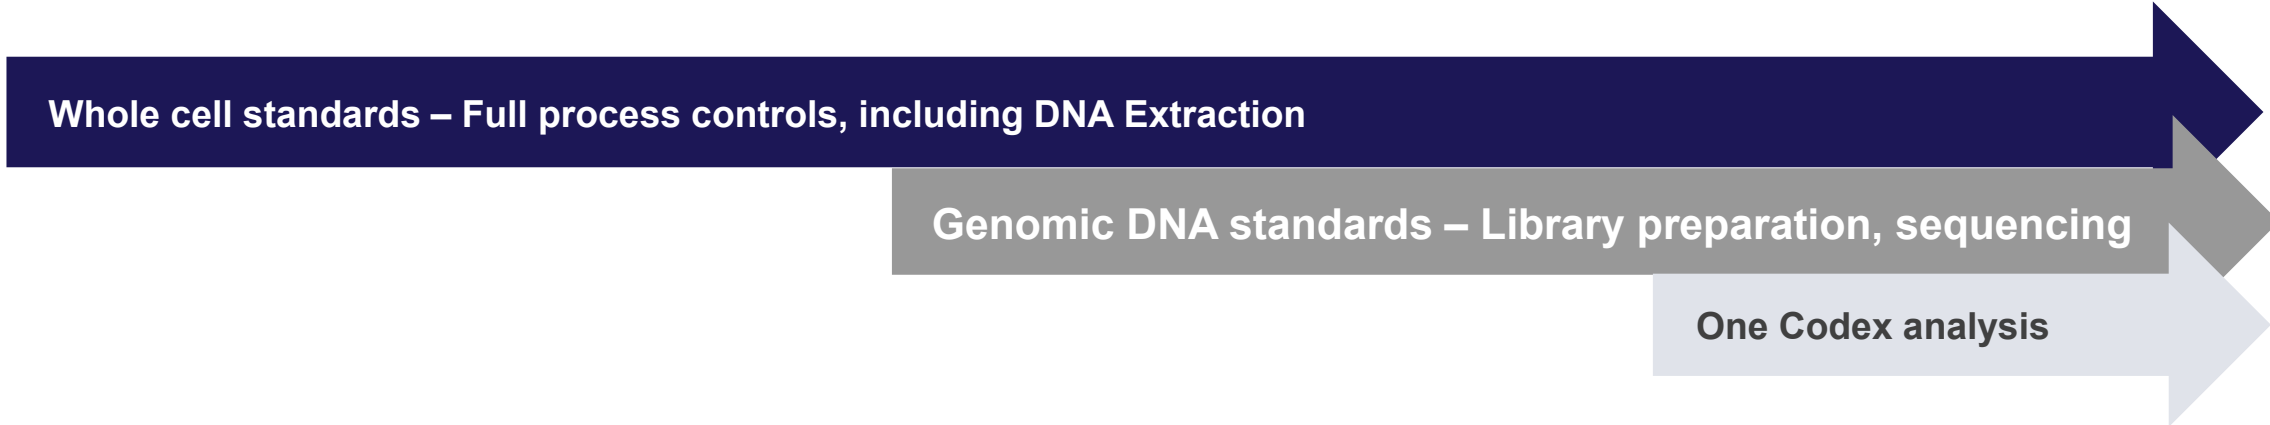 Whole cell standards – Full process controls, including DNA Extraction
Genomic DNA standards – Library preparation, sequencing
One Codex analysis